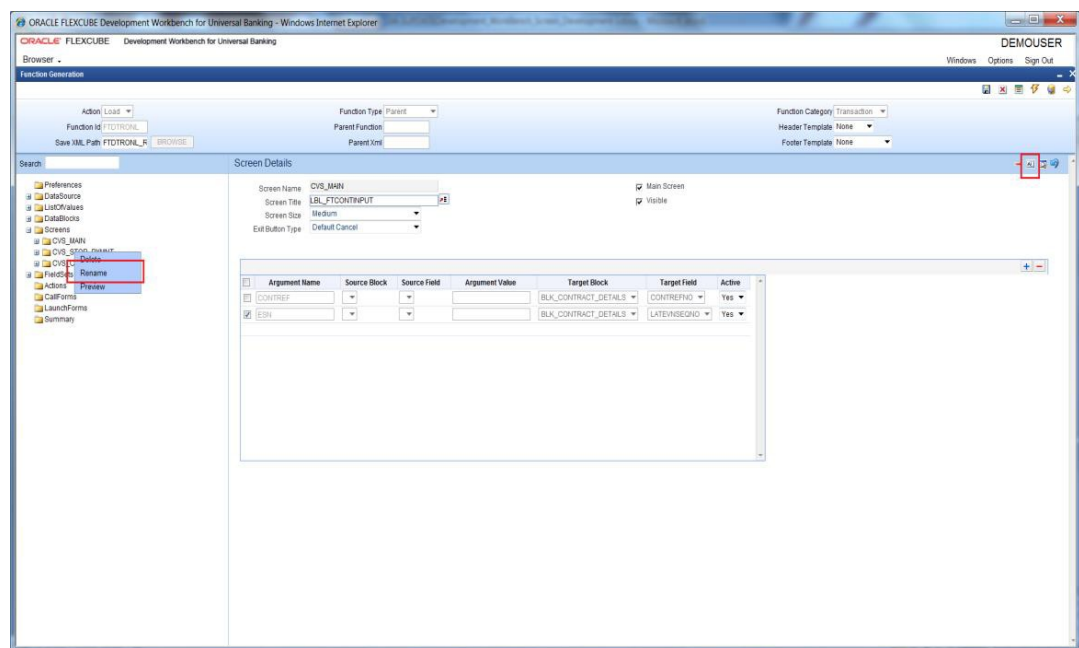 ORACLE FLEXCUBE Development Workbench for Universal Banking - Windows Internet Explorer
ORACLE FLEXCUBE Development Workbench for Universal Banking
DEMOUSER
Browser
Windows Options Sign Out
Function Generation
Action Load Function Type Parent Function Category Transaction
Function Id FTDTRONL Parent Function Header Template None
Save XML Path FTDTRONL_R BROWSE Parent Xml Footer Template None
Search
Screen Details
Preferences
DataSource
ListOfValues
DataBlocks
Screens
CVS_MAIN
CVS_STOP_PYMNT
CVS_C
FieldSets
Actions
CallForms
LaunchForms
Summary
Delete
Rename
Preview
Screen Name CVS_MAIN Main Screen
Screen Title LBL_FTCONTINPUT Visible
Screen Size Medium
Exit Button Type Default Cancel
Argument Name Source Block Source Field Argument Value Target Block Target Field Active
CONTREF BLK_CONTRACT_DETAILS CONTREFNO Yes
ESN BLK_CONTRACT_DETAILS LATEVNSEQNO Yes